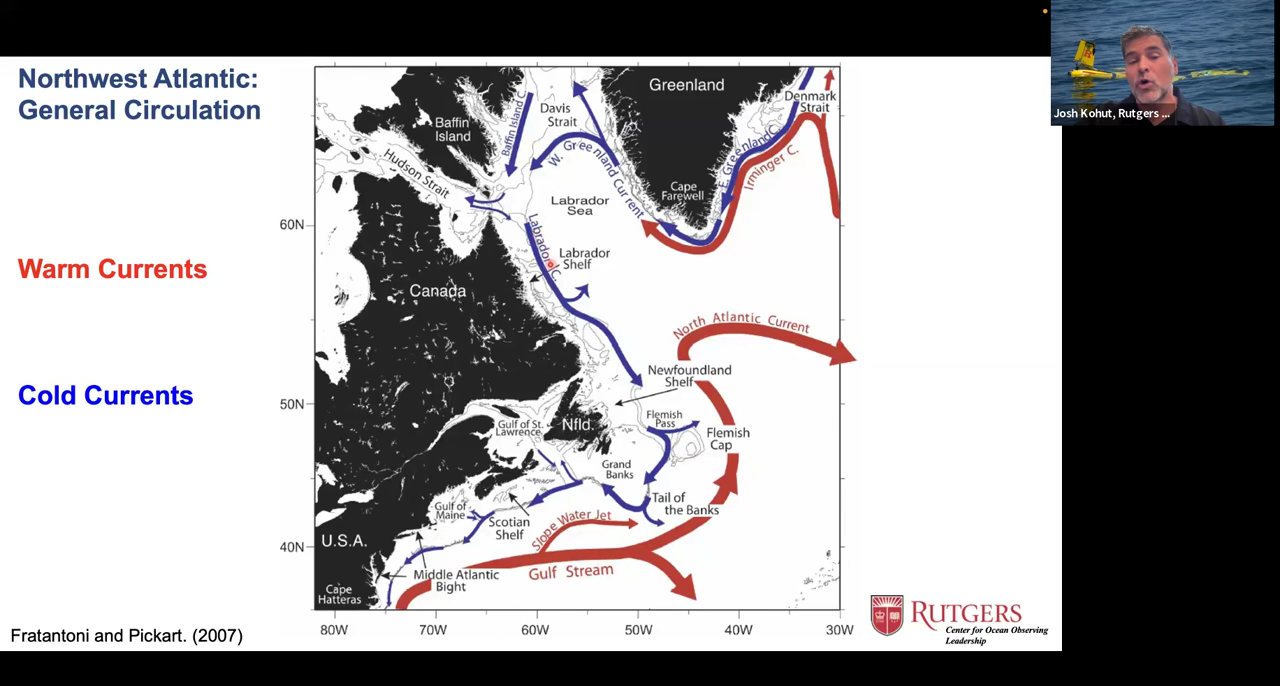 Northwest Atlantic:
General Circulation
Warm Currents
Cold Currents
Fratantoni and Pickart. (2007)
Greenland
Denmark
Strait
Davis
Strait
Baffin
Island
Baffin Island C.
Hudson Strait
W. Greenland Current
E. Greenland C.
Irminger C.
Cape
Farewell
Labrador
Sea
60N
Labrador C.
Labrador
Shelf
Canada
North Atlantic Current
Newfoundland
Shelf
50N
Gulf of St.
Lawrence
Nfld.
Flemish
Pass
Flemish
Cap
Grand
Banks
Tail of
the Banks
Gulf of
Maine
Scotian
Shelf
Slope Water Jet
U.S.A.
40N
Middle Atlantic
Bight
Gulf Stream
Cape
Hatteras
80W 70W 60W 50W 40W 30W
RUTGERS
Center for Ocean Observing
Leadership
Josh Kohut, Rutgers ...